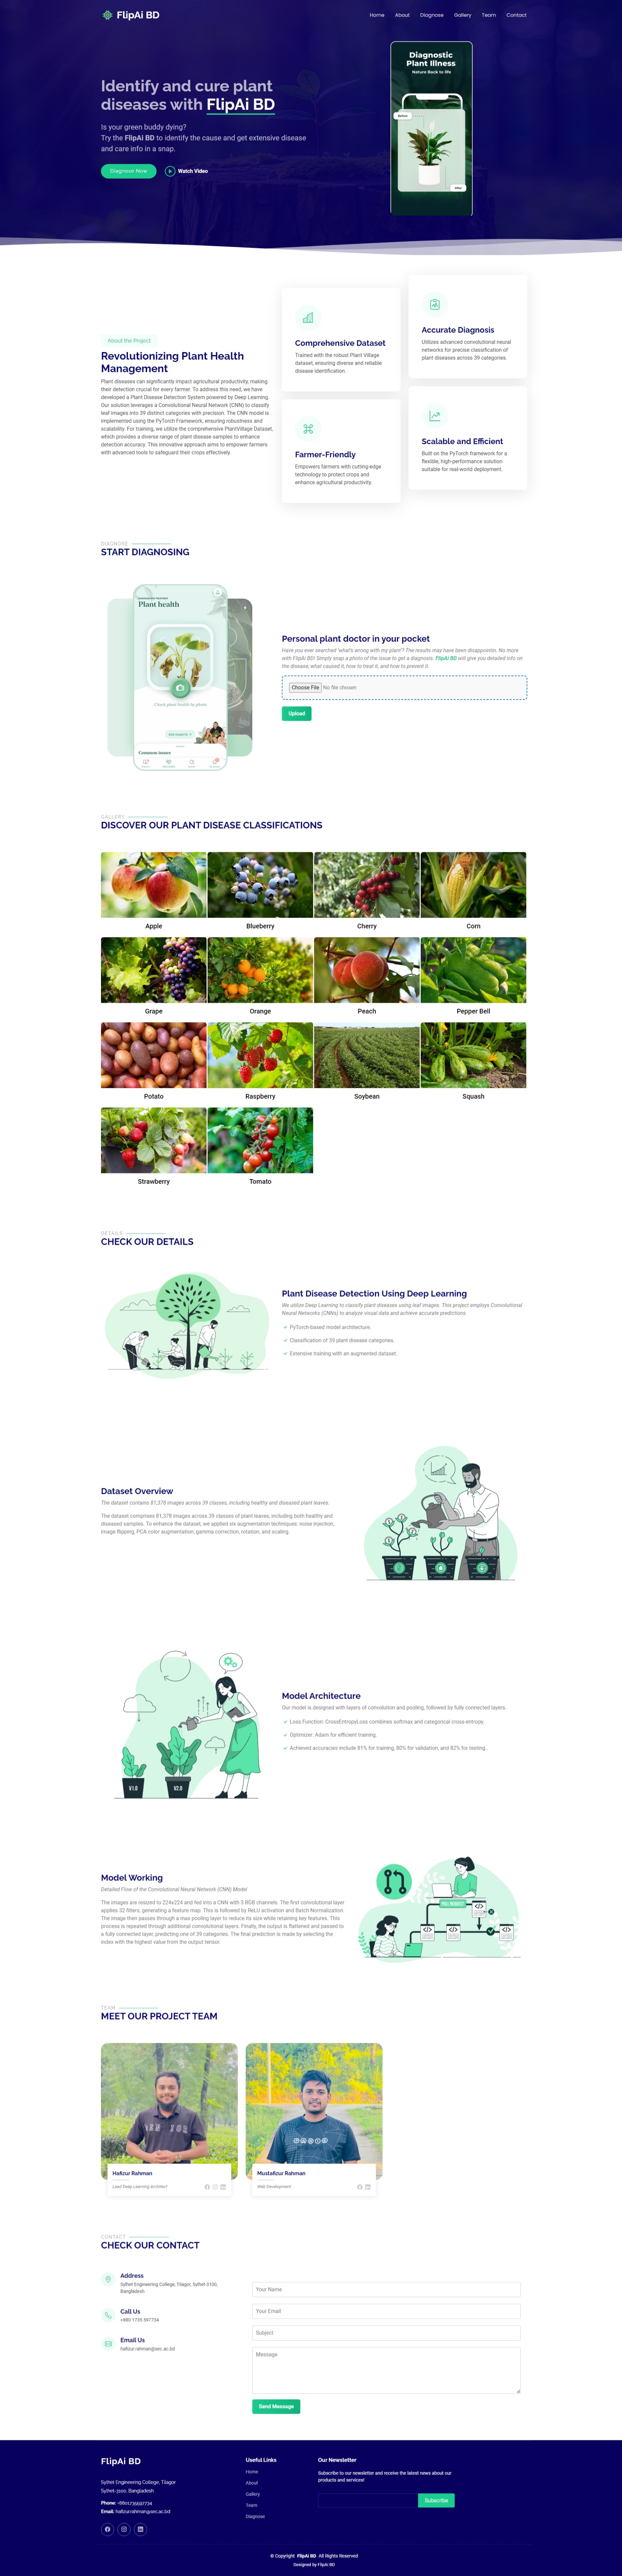 FlipAi BD
Home About Diagnose Gallery Team Contact
Identify and cure plant
diseases with FlipAi BD
Is your green buddy dying?
Try the FlipAi BD to identify the cause and get extensive disease
and care info in a snap.
Diagnose Now
Watch Video
Diagnostic
Plant Illness
Nature Back to life
Before
After
About the Project
Revolutionizing Plant Health
Management
Plant diseases can significantly impact agricultural productivity, making
their detection crucial for every farmer. To address this need, we have
developed a Plant Disease Detection System powered by Deep Learning.
Our solution leverages a Convolutional Neural Network (CNN) to classify
leaf images into 39 distinct categories with precision. The CNN model is
implemented using the PyTorch Framework, ensuring robustness and
scalability. For training, we utilize the comprehensive PlantVillage Dataset,
which provides a diverse range of plant disease samples to enhance
detection accuracy. This innovative approach aims to empower farmers
with advanced tools to safeguard their crops effectively.
Comprehensive Dataset
Trained with the robust Plant Village
dataset, ensuring diverse and reliable
disease identification.
Farmer-Friendly
Empowers farmers with cutting-edge
technology to protect crops and
enhance agricultural productivity.
Accurate Diagnosis
Utilizes advanced convolutional neural
networks for precise classification of
plant diseases across 39 categories.
Scalable and Efficient
Built on the PyTorch framework for a
flexible, high-performance solution
suitable for real-world deployment.
DIAGNOSE
START DIAGNOSING
Plant health
Check plant health by photo
Common issues
Personal plant doctor in your pocket
Have you ever searched 'what's wrong with my plant'? The results may have been disappointing. No more
with FlipAi BD! Simply snap a photo of the issue to get a diagnosis. FlipAi BD will give you detailed info on
the disease, what caused it, how to treat it, and how to prevent it.
Choose File No file chosen
Upload
GALLERY
DISCOVER OUR PLANT DISEASE CLASSIFICATIONS
Apple
Blueberry
Cherry
Corn
Grape
Orange
Peach
Pepper Bell
Potato
Raspberry
Soybean
Squash
Strawberry
Tomato
DETAILS
CHECK OUR DETAILS
Plant Disease Detection Using Deep Learning
We utilize Deep Learning to classify plant diseases using leaf images. This project employs Convolutional
Neural Networks (CNNs) to analyze visual data and achieve accurate predictions.
PyTorch-based model architecture.
Classification of 39 plant disease categories.
Extensive training with an augmented dataset.
Dataset Overview
The dataset contains 81,378 images across 39 classes, including healthy and diseased plant leaves.
The dataset comprises 81,378 images across 39 classes of plant leaves, including both healthy and
diseased samples. To enhance the dataset, we applied six augmentation techniques: noise injection,
image flipping, PCA color augmentation, gamma correction, rotation, and scaling.
V1.0
V2.0
Model Architecture
Our model is designed with layers of convolution and pooling, followed by fully connected layers.
Loss Function: CrossEntropyLoss combines softmax and categorical cross-entropy.
Optimizer: Adam for efficient training.
Achieved accuracies include 81% for training, 80% for validation, and 82% for testing..
Model Working
Detailed Flow of the Convolutional Neural Network (CNN) Model
The images are resized to 224x224 and fed into a CNN with 3 RGB channels. The first convolutional layer
applies 32 filters, generating a feature map. This is followed by ReLU activation and Batch Normalization.
The image then passes through a max pooling layer to reduce its size while retaining key features. This
process is repeated through additional convolutional layers. Finally, the output is flattened and passed to
a fully connected layer, predicting one of 39 categories. The final prediction is made by selecting the
index with the highest value from the output tensor.
TEAM
MEET OUR PROJECT TEAM
Hafizur Rahman
Lead Deep Learning Architect
Mustafizur Rahman
Web Development
CONTACT
CHECK OUR CONTACT
Address
Sylhet Engineering College, Tilagor, Sylhet-3100,
Bangladesh
Call Us
+880 1735 597734
Email Us
hafizur.rahman@sec.ac.bd
Your Name
Your Email
Subject
Message
Send Message
FlipAi BD
Sylhet Engineering College, Tilagor
Sylhet-3100, Bangladesh
Phone: +8801735597734
Email: hafizur.rahman@sec.ac.bd
Useful Links
Home
About
Gallery
Team
Diagnose
Our Newsletter
Subscribe to our newsletter and receive the latest news about our
products and services!
Subscribe
© Copyright FlipAi BD All Rights Reserved
Designed by FlipAi BD